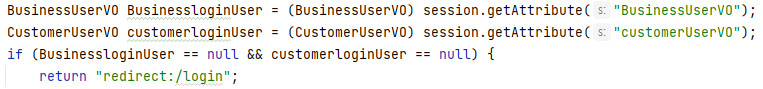 BusinessUserVO BusinessloginUser = (BusinessUserVO) session.getAttribute( s: "BusinessUserVO");
CustomerUserVO customerloginUser = (CustomerUserVO) session.getAttribute( s: "customerUserVO");
if (BusinessloginUser == null && customerloginUser == null) {
return "redirect:/login";